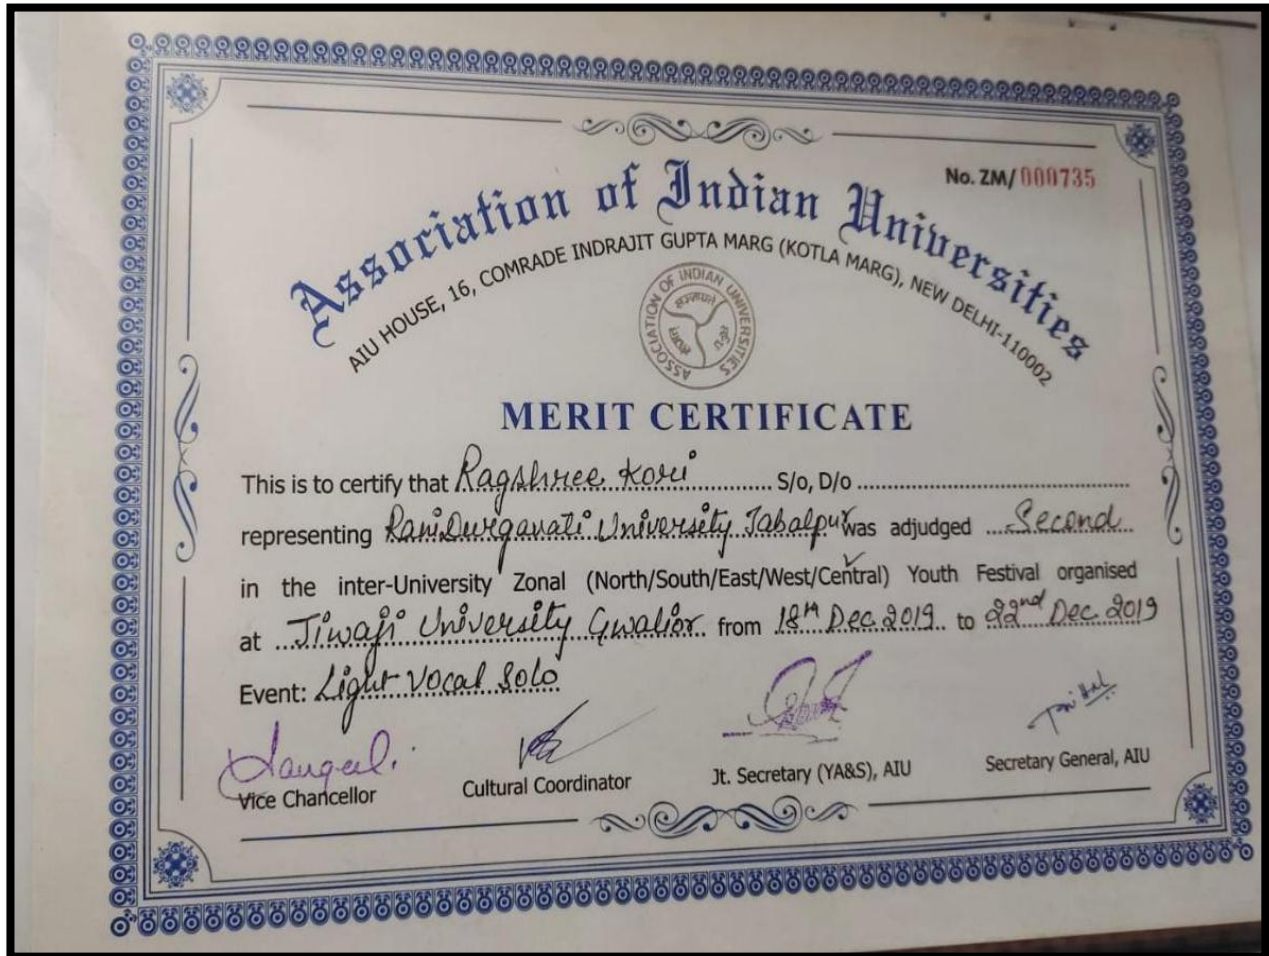 No. ZM/000735
Association of Indian Universities
AIU HOUSE, 16, COMRADE INDRAJIT GUPTA MARG (KOTLA MARG), NEW DELHI-110002
ASSOCIATION OF INDIAN UNIVERSITIES
MERIT CERTIFICATE
This is to certify that Ragshree Kori S/o, D/o
representing Rani Durgavati University Jabalpur was adjudged Second
in the inter-University Zonal (North/South/East/West/Central) Youth Festival organised
at Jiwaji University Gwalior from 18th Dec. 2019 to 22nd Dec. 2019
Event: Light Vocal Solo
Vice Chancellor
Cultural Coordinator
Jt. Secretary (YA&S), AIU
Secretary General, AIU